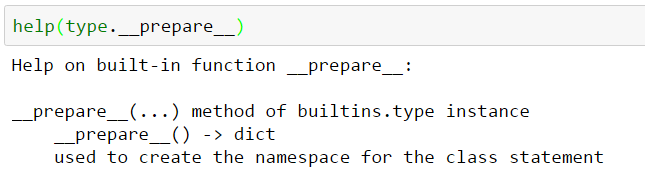 help(type.__prepare__)
Help on built-in function __prepare__:
__prepare__(...) method of builtins.type instance
__prepare__() -> dict
used to create the namespace for the class statement